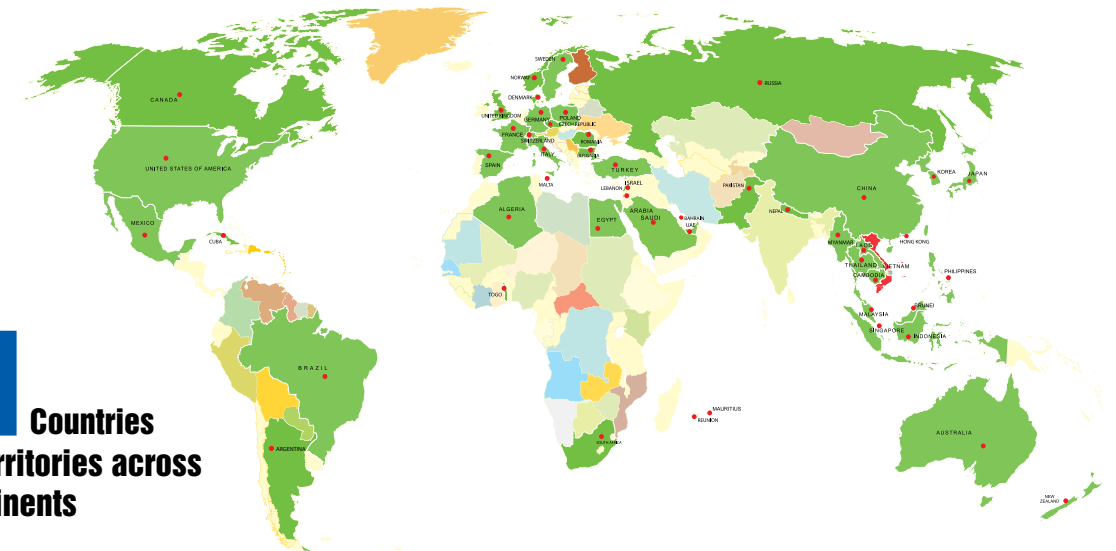 SWEDEN
NORWAY
RUSSIA
DENMARK
CANADA
UNITED KINGDOM
POLAND
GERMANY
CZECH REPUBLIC
FRANCE
SWITZERLAND
ROMANIA
ITALY
BULGARIA
SPAIN
UNITED STATES OF AMERICA
TURKEY
KOREA
JAPAN
MALTA
ISRAEL
LEBANON
PAKISTAN
CHINA
ALGERIA
ARABIA
SAUDI
EGYPT
BAHRAIN
UAE
NEPAL
MEXICO
CUBA
MYANMAR
LAOS
HONG KONG
THAILAND
VIETNAM
CAMBODIA
PHILIPPINES
TOGO
BRUNEI
MALAYSIA
SINGAPORE
INDONESIA
BRAZIL
MAURITIUS
REUNION
Countries
rritories across
inents
ARGENTINA
SOUTH AFRICA
AUSTRALIA
NEW
ZEALAND